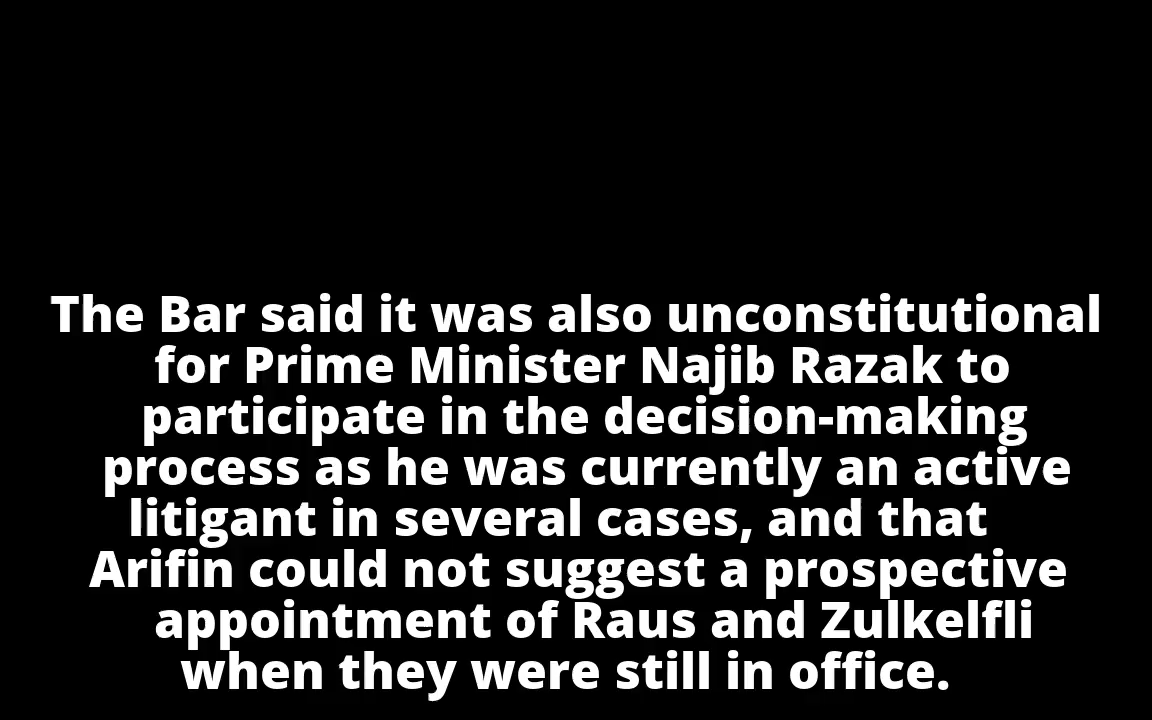 The Bar said it was also unconstitutional
for Prime Minister Najib Razak to
participate in the decision-making
process as he was currently an active
litigant in several cases, and that
Arifin could not suggest a prospective
appointment of Raus and Zulkelfli
when they were still in office.